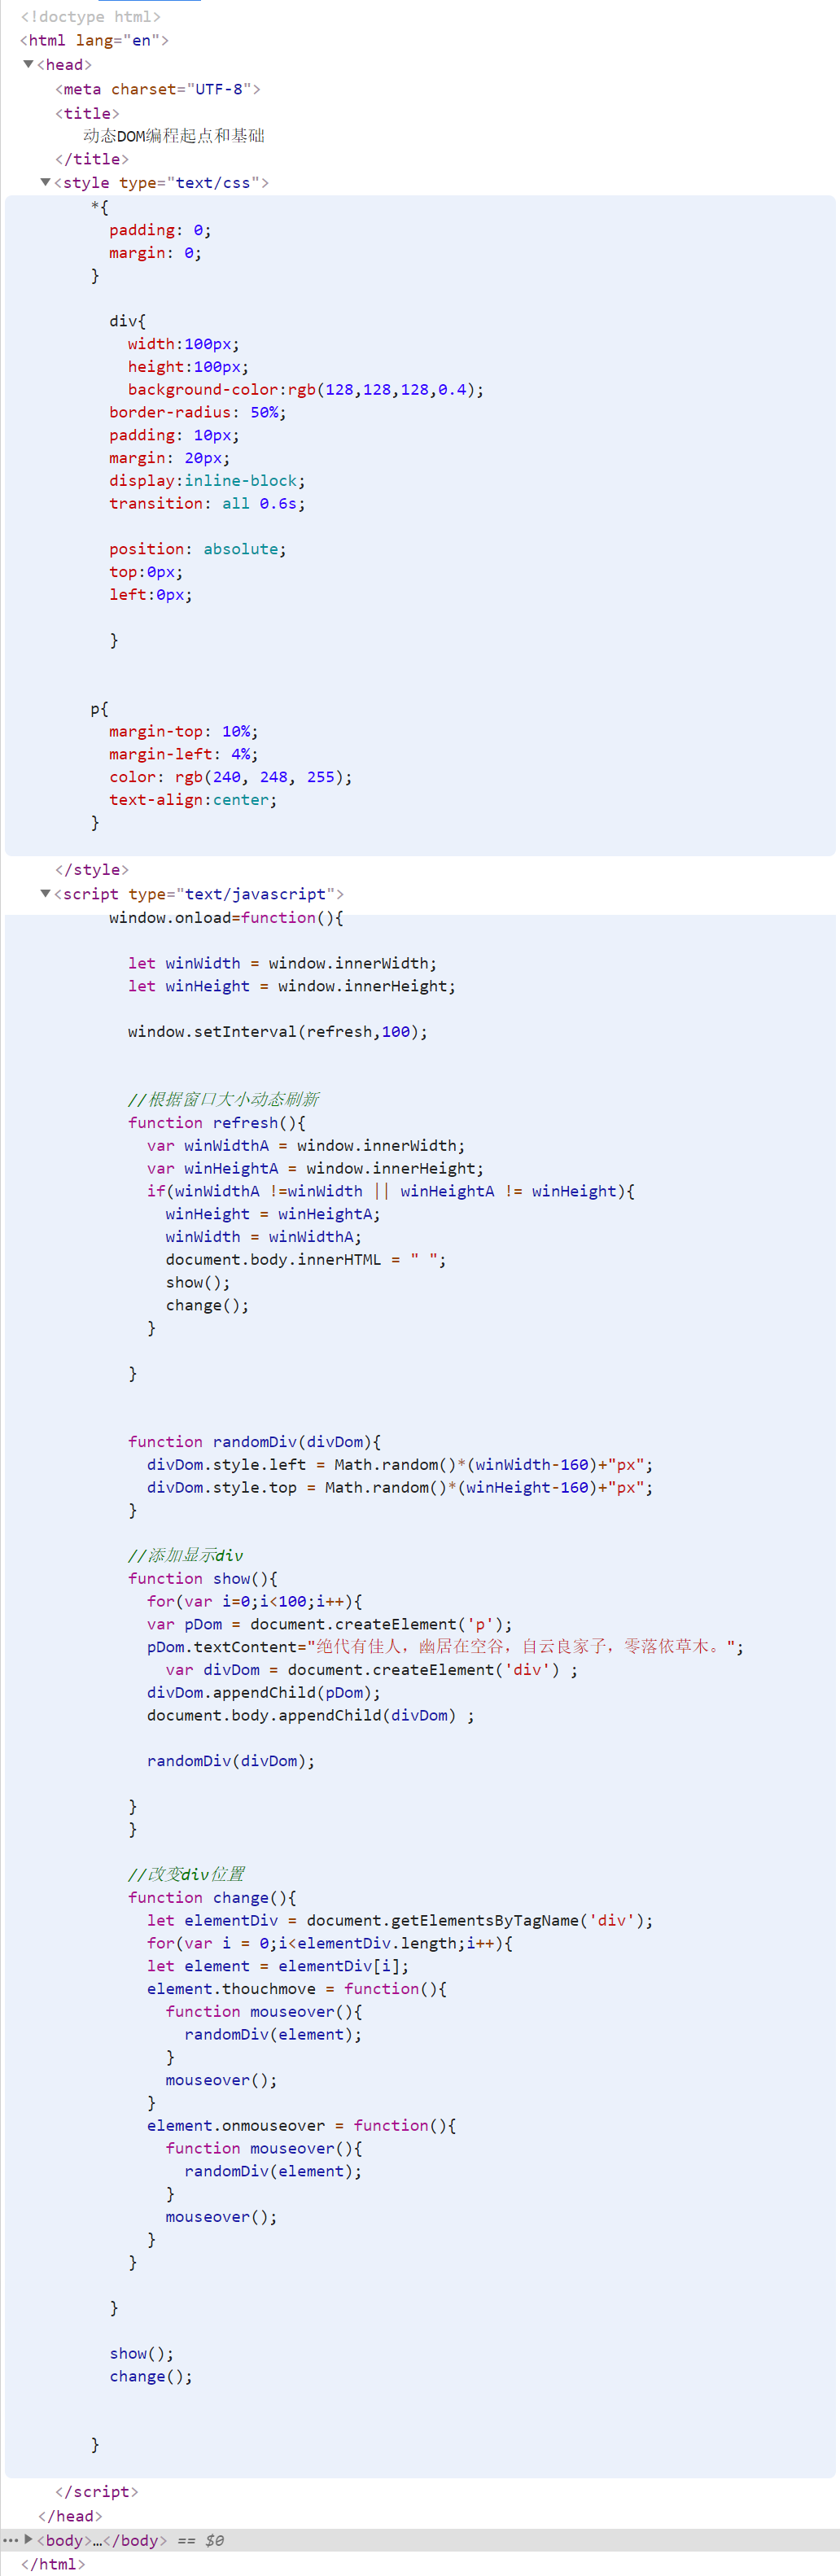 <!doctype html>
<html lang="en">
▼<head>
<meta charset="UTF-8">
<title>
动态DOM编程起点和基础
</title>
▼<style type="text/css">
*{
padding: 0;
margin: 0;
}
div{
width:100px;
height:100px;
background-color:rgb(128,128,128,0.4);
border-radius: 50%;
padding: 10px;
margin: 20px;
display:inline-block;
transition: all 0.6s;
position: absolute;
top:0px;
left:0px;
}
p{
margin-top: 10%;
margin-left: 4%;
color: rgb(240, 248, 255);
text-align:center;
}
</style>
▼<script type="text/javascript">
window.onload=function(){
let winWidth = window.innerWidth;
let winHeight = window.innerHeight;
window.setInterval(refresh,100);
//根据窗口大小动态刷新
function refresh(){
var winWidthA = window.innerWidth;
var winHeightA = window.innerHeight;
if(winWidthA !=winWidth || winHeightA != winHeight){
winHeight = winHeightA;
winWidth = winWidthA;
document.body.innerHTML = " ";
show();
change();
}
}
function randomDiv(divDom){
divDom.style.left = Math.random()*(winWidth-160)+"px";
divDom.style.top = Math.random()*(winHeight-160)+"px";
}
//添加显示div
function show(){
for(var i=0;i<100;i++){
var pDom = document.createElement('p');
pDom.textContent="绝代有佳人，幽居在空谷，自云良家子，零落依草木。";
var divDom = document.createElement('div') ;
divDom.appendChild(pDom);
document.body.appendChild(divDom) ;
randomDiv(divDom);
}
}
//改变div位置
function change(){
let elementDiv = document.getElementsByTagName('div');
for(var i = 0;i<elementDiv.length;i++){
let element = elementDiv[i];
element.thouchmove = function(){
function mouseover(){
randomDiv(element);
}
mouseover();
}
element.onmouseover = function(){
function mouseover(){
randomDiv(element);
}
mouseover();
}
}
}
show();
change();
}
</script>
</head>
… ▶<body>…</body> == $0
</html>